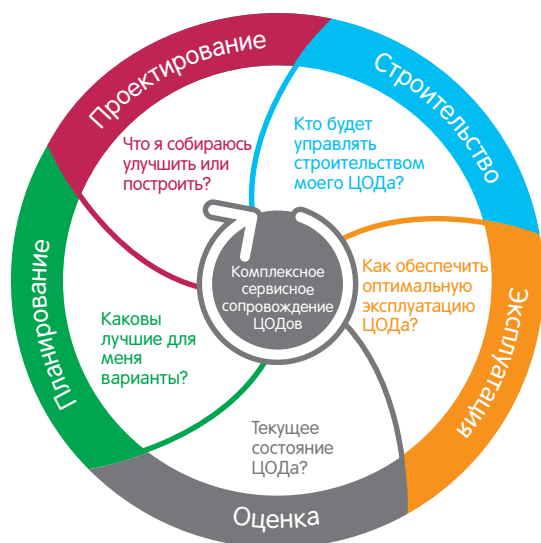 Проектирование
Что я собираюсь
улучшить или
построить?
Строительство
Кто будет
управлять
строительством
моего ЦОДа?
Эксплуатация
Как обеспечить
оптимальную
эксплуатацию
ЦОДа?
Оценка
Текущее
состояние
ЦОДа?
Планирование
Каковы
лучшие для
меня
варианты?
Комплексное
сервисное
сопровождение
ЦОДов